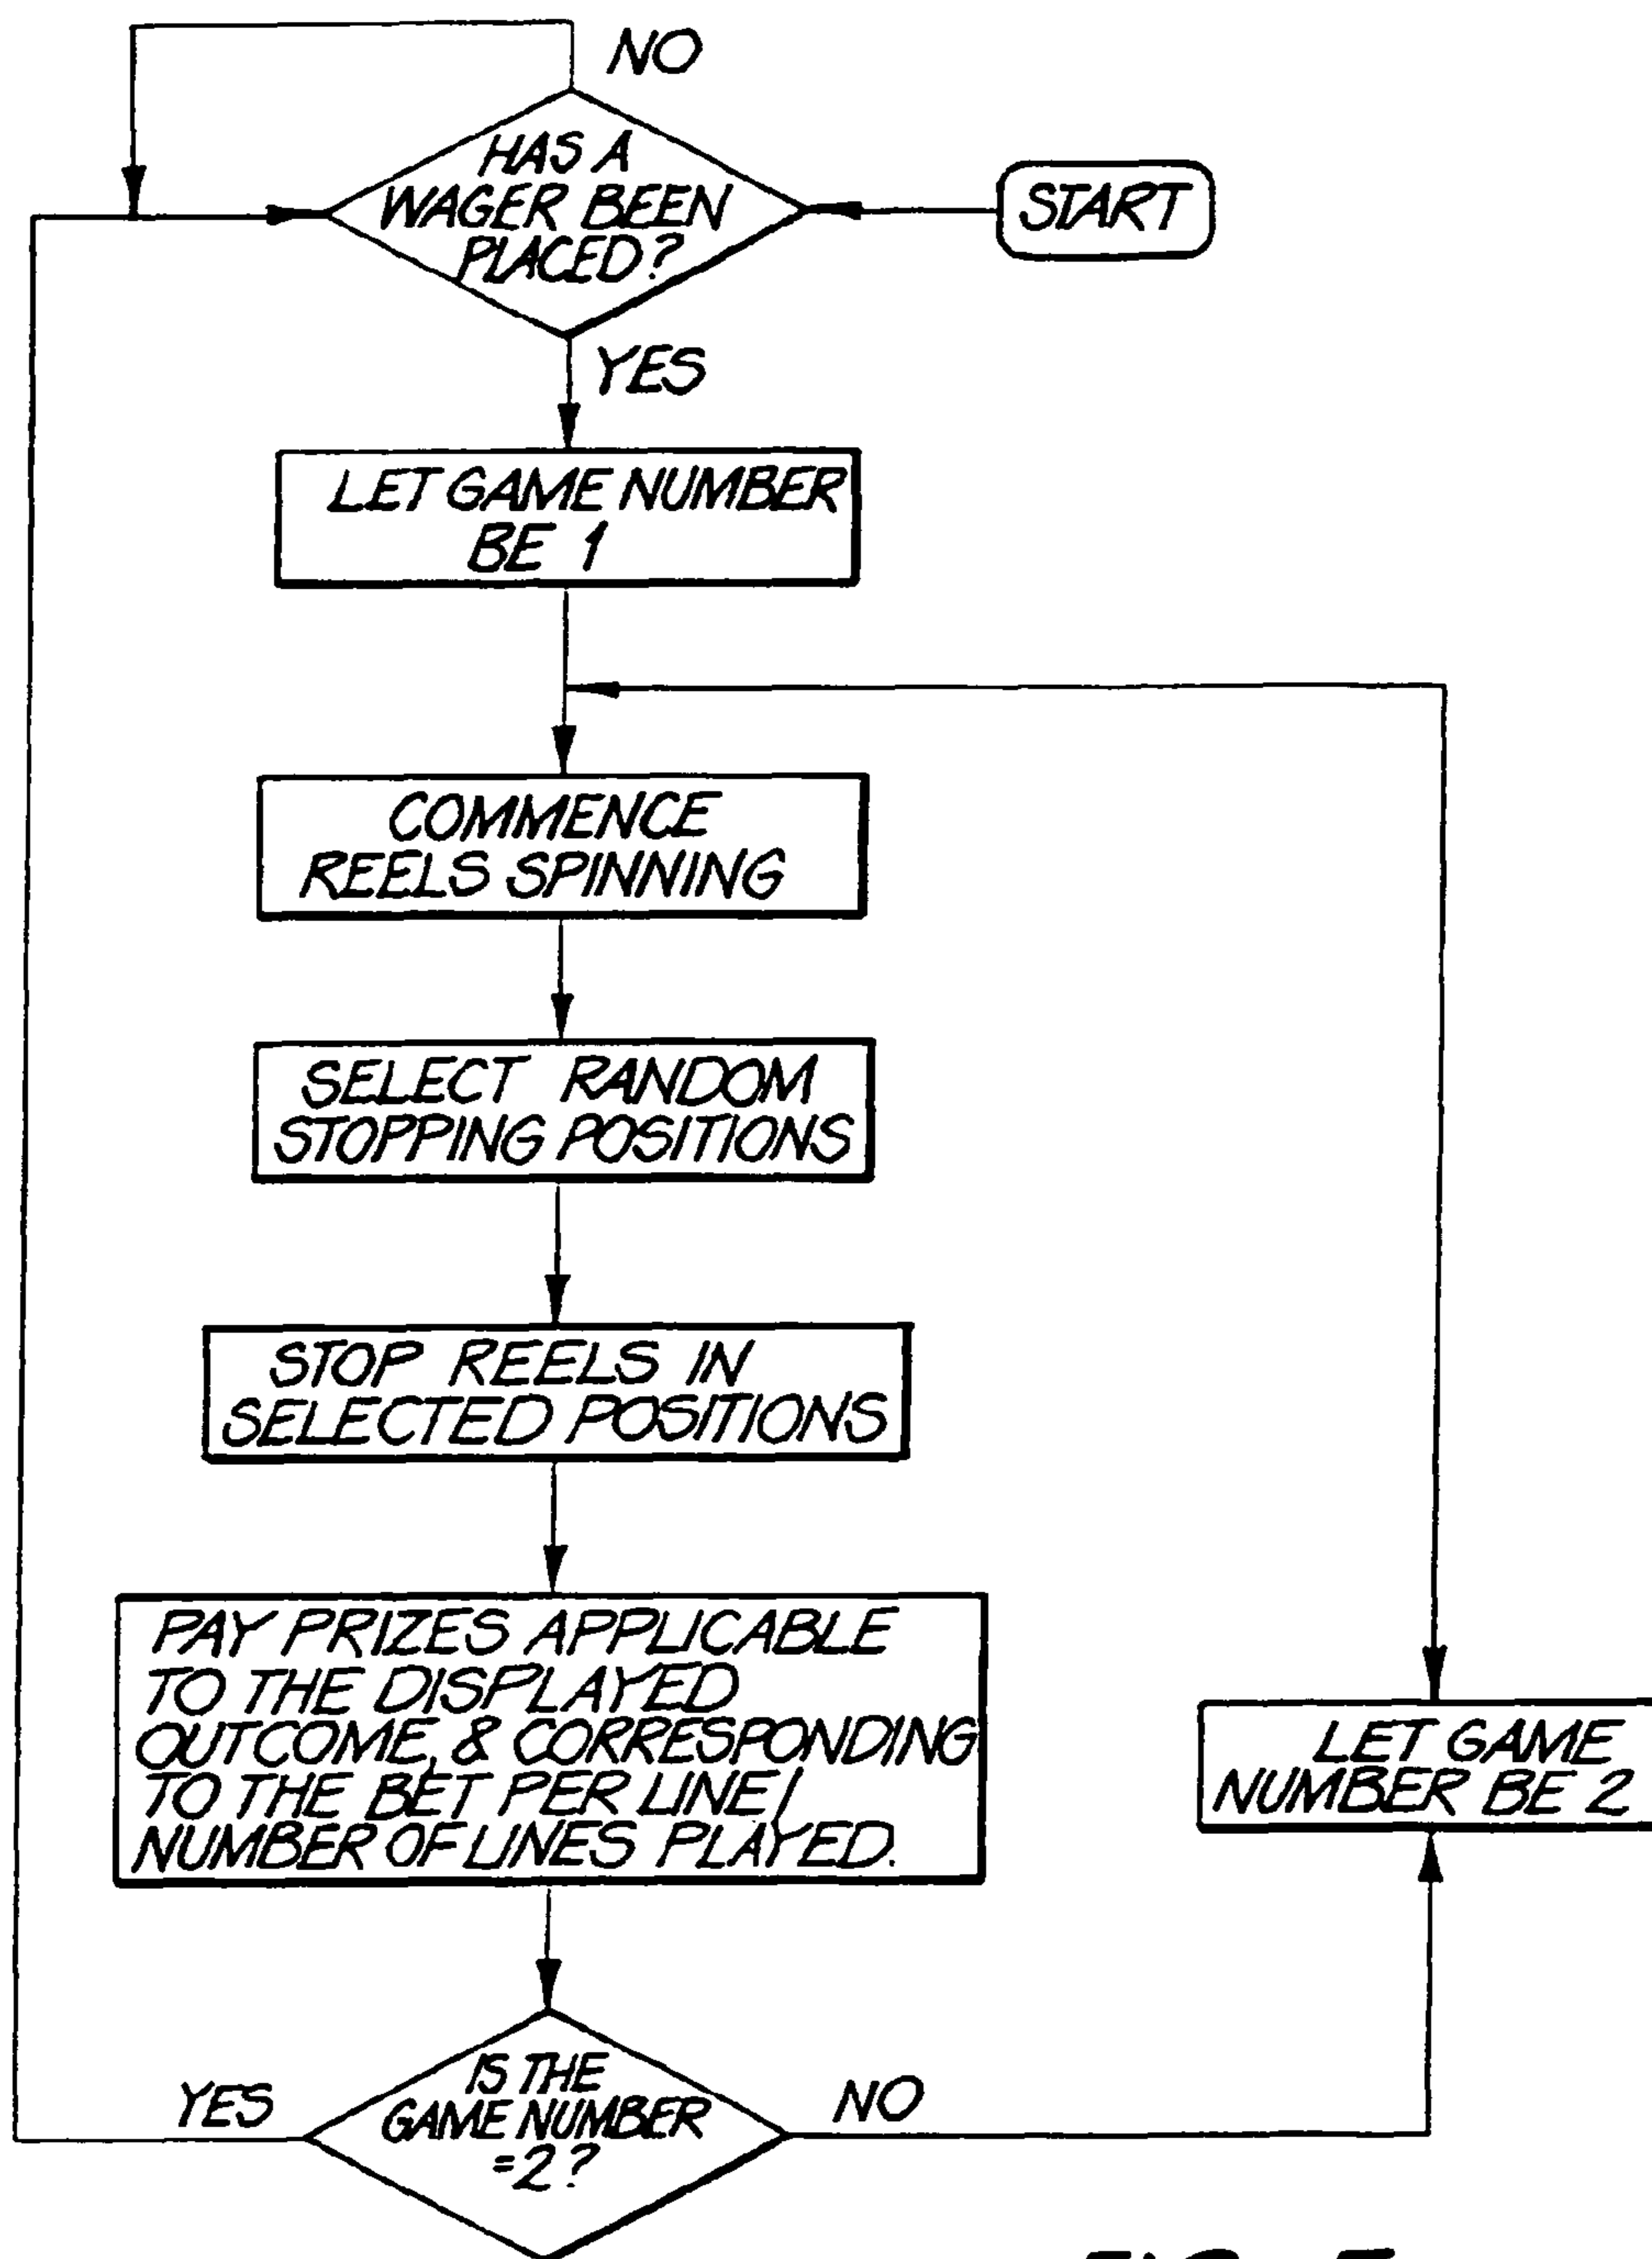 NO
HAS A
WAGER BEEN
PLACED?
START
YES
LET GAME NUMBER
BE 1
COMMENCE
REELS SPINNING
SELECT RANDOM
STOPPING POSITIONS
STOP REELS IN
SELECTED POSITIONS
PAY PRIZES APPLICABLE
TO THE DISPLAYED
OUTCOME, & CORRESPONDING
TO THE BET PER LINE/
NUMBER OF LINES PLAYED.
LET GAME
NUMBER BE 2
YES
IS THE
GAME NUMBER
=2?
NO